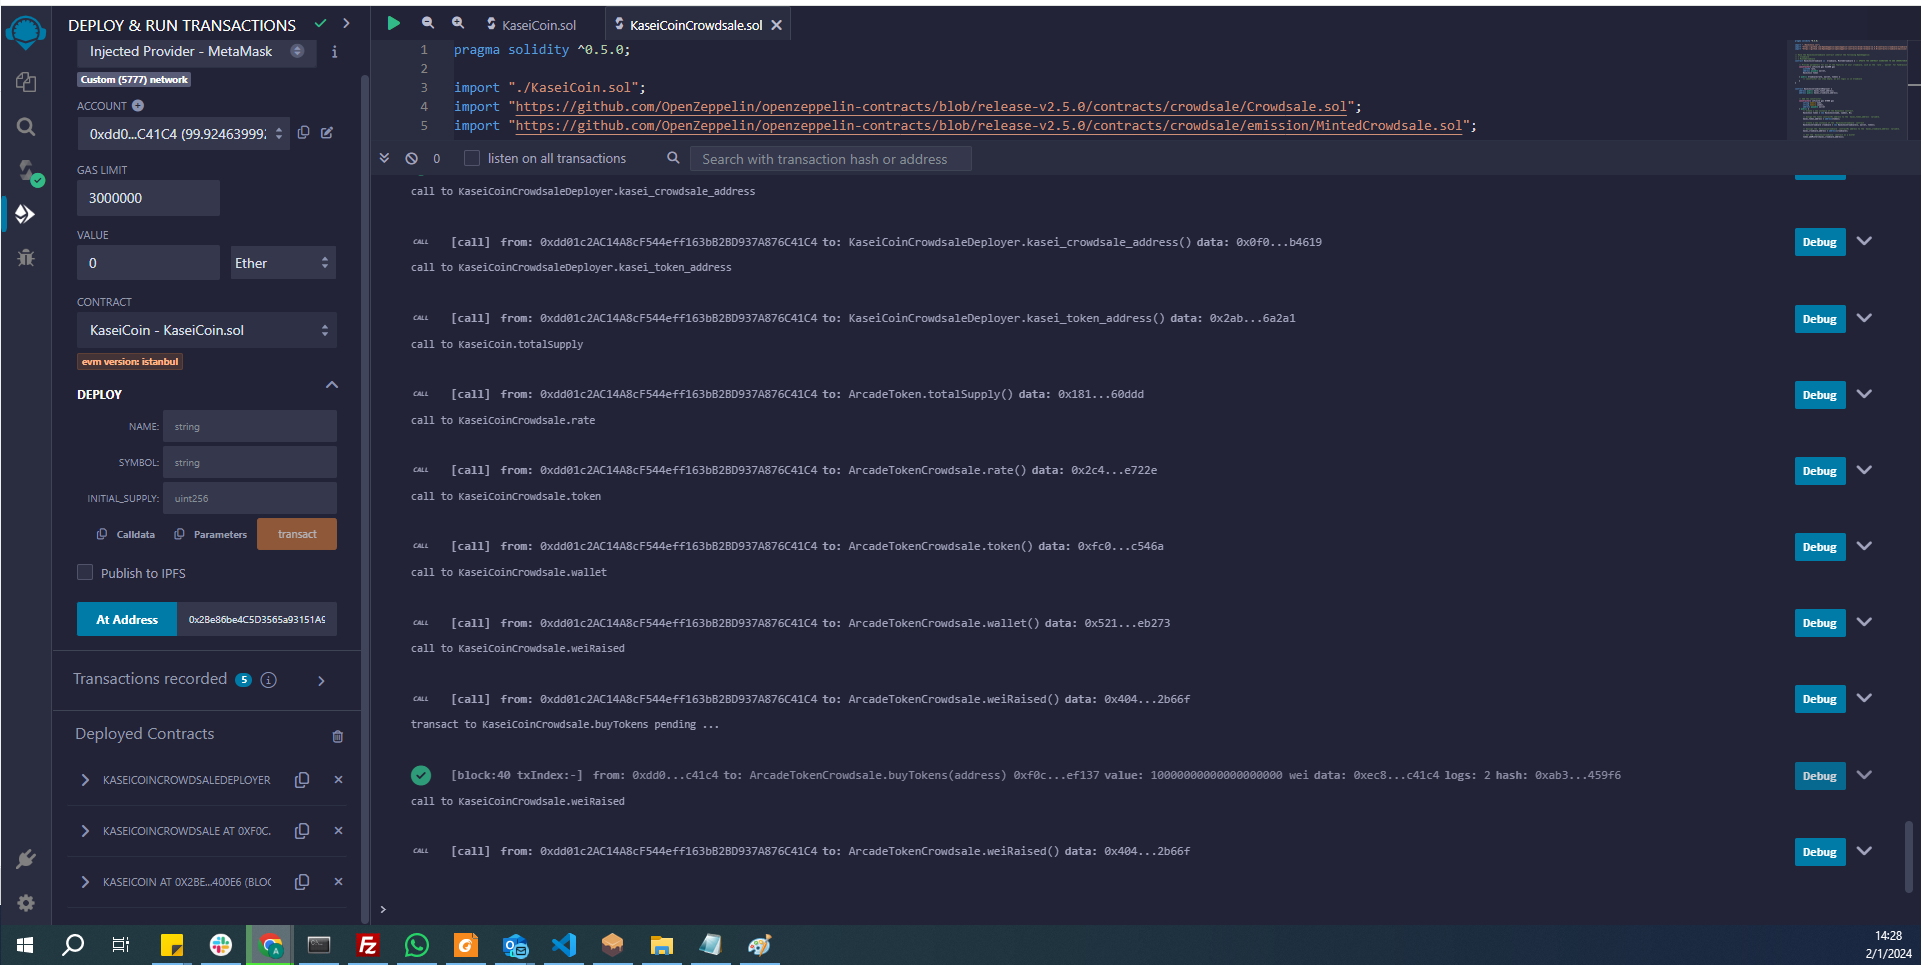 DEPLOY & RUN TRANSACTIONS
Injected Provider - MetaMask
Custom (5777) network
ACCOUNT
0xdd0...C41C4 (99.92463999
GAS LIMIT
3000000
VALUE
0
Ether
CONTRACT
KaseiCoin - KaseiCoin.sol
evm version: istanbul
DEPLOY
NAME: string
SYMBOL: string
INITIAL_SUPPLY: uint256
Calldata Parameters transact
Publish to IPFS
At Address 0x2Be86be4C5D3565a93151A9
Transactions recorded 5
Deployed Contracts
KASEICOINCROWDSALEDEPLOYER
KASEICOINCROWDSALE AT 0XF0C.
KASEICOIN AT 0X2BE...400E6 (BLOC
KaseiCoin.sol KaseiCoinCrowdsale.sol
1 pragma solidity ^0.5.0;
2
3 import "./KaseiCoin.sol";
4 import "https://github.com/OpenZeppelin/openzeppelin-contracts/blob/release-v2.5.0/contracts/crowdsale/Crowdsale.sol";
5 import "https://github.com/OpenZeppelin/openzeppelin-contracts/blob/release-v2.5.0/contracts/crowdsale/emission/MintedCrowdsale.sol";
0 listen on all transactions Search with transaction hash or address
call to KaseiCoinCrowdsaleDeployer.kasei_crowdsale_address
CALL [call] from: 0xdd01c2AC14A8cF544eff163bB2BD937A876C41C4 to: KaseiCoinCrowdsaleDeployer.kasei_crowdsale_address() data: 0x0f0...b4619 Debug
call to KaseiCoinCrowdsaleDeployer.kasei_token_address
CALL [call] from: 0xdd01c2AC14A8cF544eff163bB2BD937A876C41C4 to: KaseiCoinCrowdsaleDeployer.kasei_token_address() data: 0x2ab...6a2a1 Debug
call to KaseiCoin.totalSupply
CALL [call] from: 0xdd01c2AC14A8cF544eff163bB2BD937A876C41C4 to: ArcadeToken.totalSupply() data: 0x181...60ddd Debug
call to KaseiCoinCrowdsale.rate
CALL [call] from: 0xdd01c2AC14A8cF544eff163bB2BD937A876C41C4 to: ArcadeTokenCrowdsale.rate() data: 0x2c4...e722e Debug
call to KaseiCoinCrowdsale.token
CALL [call] from: 0xdd01c2AC14A8cF544eff163bB2BD937A876C41C4 to: ArcadeTokenCrowdsale.token() data: 0xfc0...c546a Debug
call to KaseiCoinCrowdsale.wallet
CALL [call] from: 0xdd01c2AC14A8cF544eff163bB2BD937A876C41C4 to: ArcadeTokenCrowdsale.wallet() data: 0x521...eb273 Debug
call to KaseiCoinCrowdsale.weiRaised
CALL [call] from: 0xdd01c2AC14A8cF544eff163bB2BD937A876C41C4 to: ArcadeTokenCrowdsale.weiRaised() data: 0x404...2b66f Debug
transact to KaseiCoinCrowdsale.buyTokens pending ...
[block:40 txIndex:-] from: 0xdd0...c41c4 to: ArcadeTokenCrowdsale.buyTokens(address) 0xf0c...ef137 value: 10000000000000000000 wei data: 0xec8...c41c4 logs: 2 hash: 0xab3...459f6 Debug
call to KaseiCoinCrowdsale.weiRaised
CALL [call] from: 0xdd01c2AC14A8cF544eff163bB2BD937A876C41C4 to: ArcadeTokenCrowdsale.weiRaised() data: 0x404...2b66f Debug
>
14:28
2/1/2024